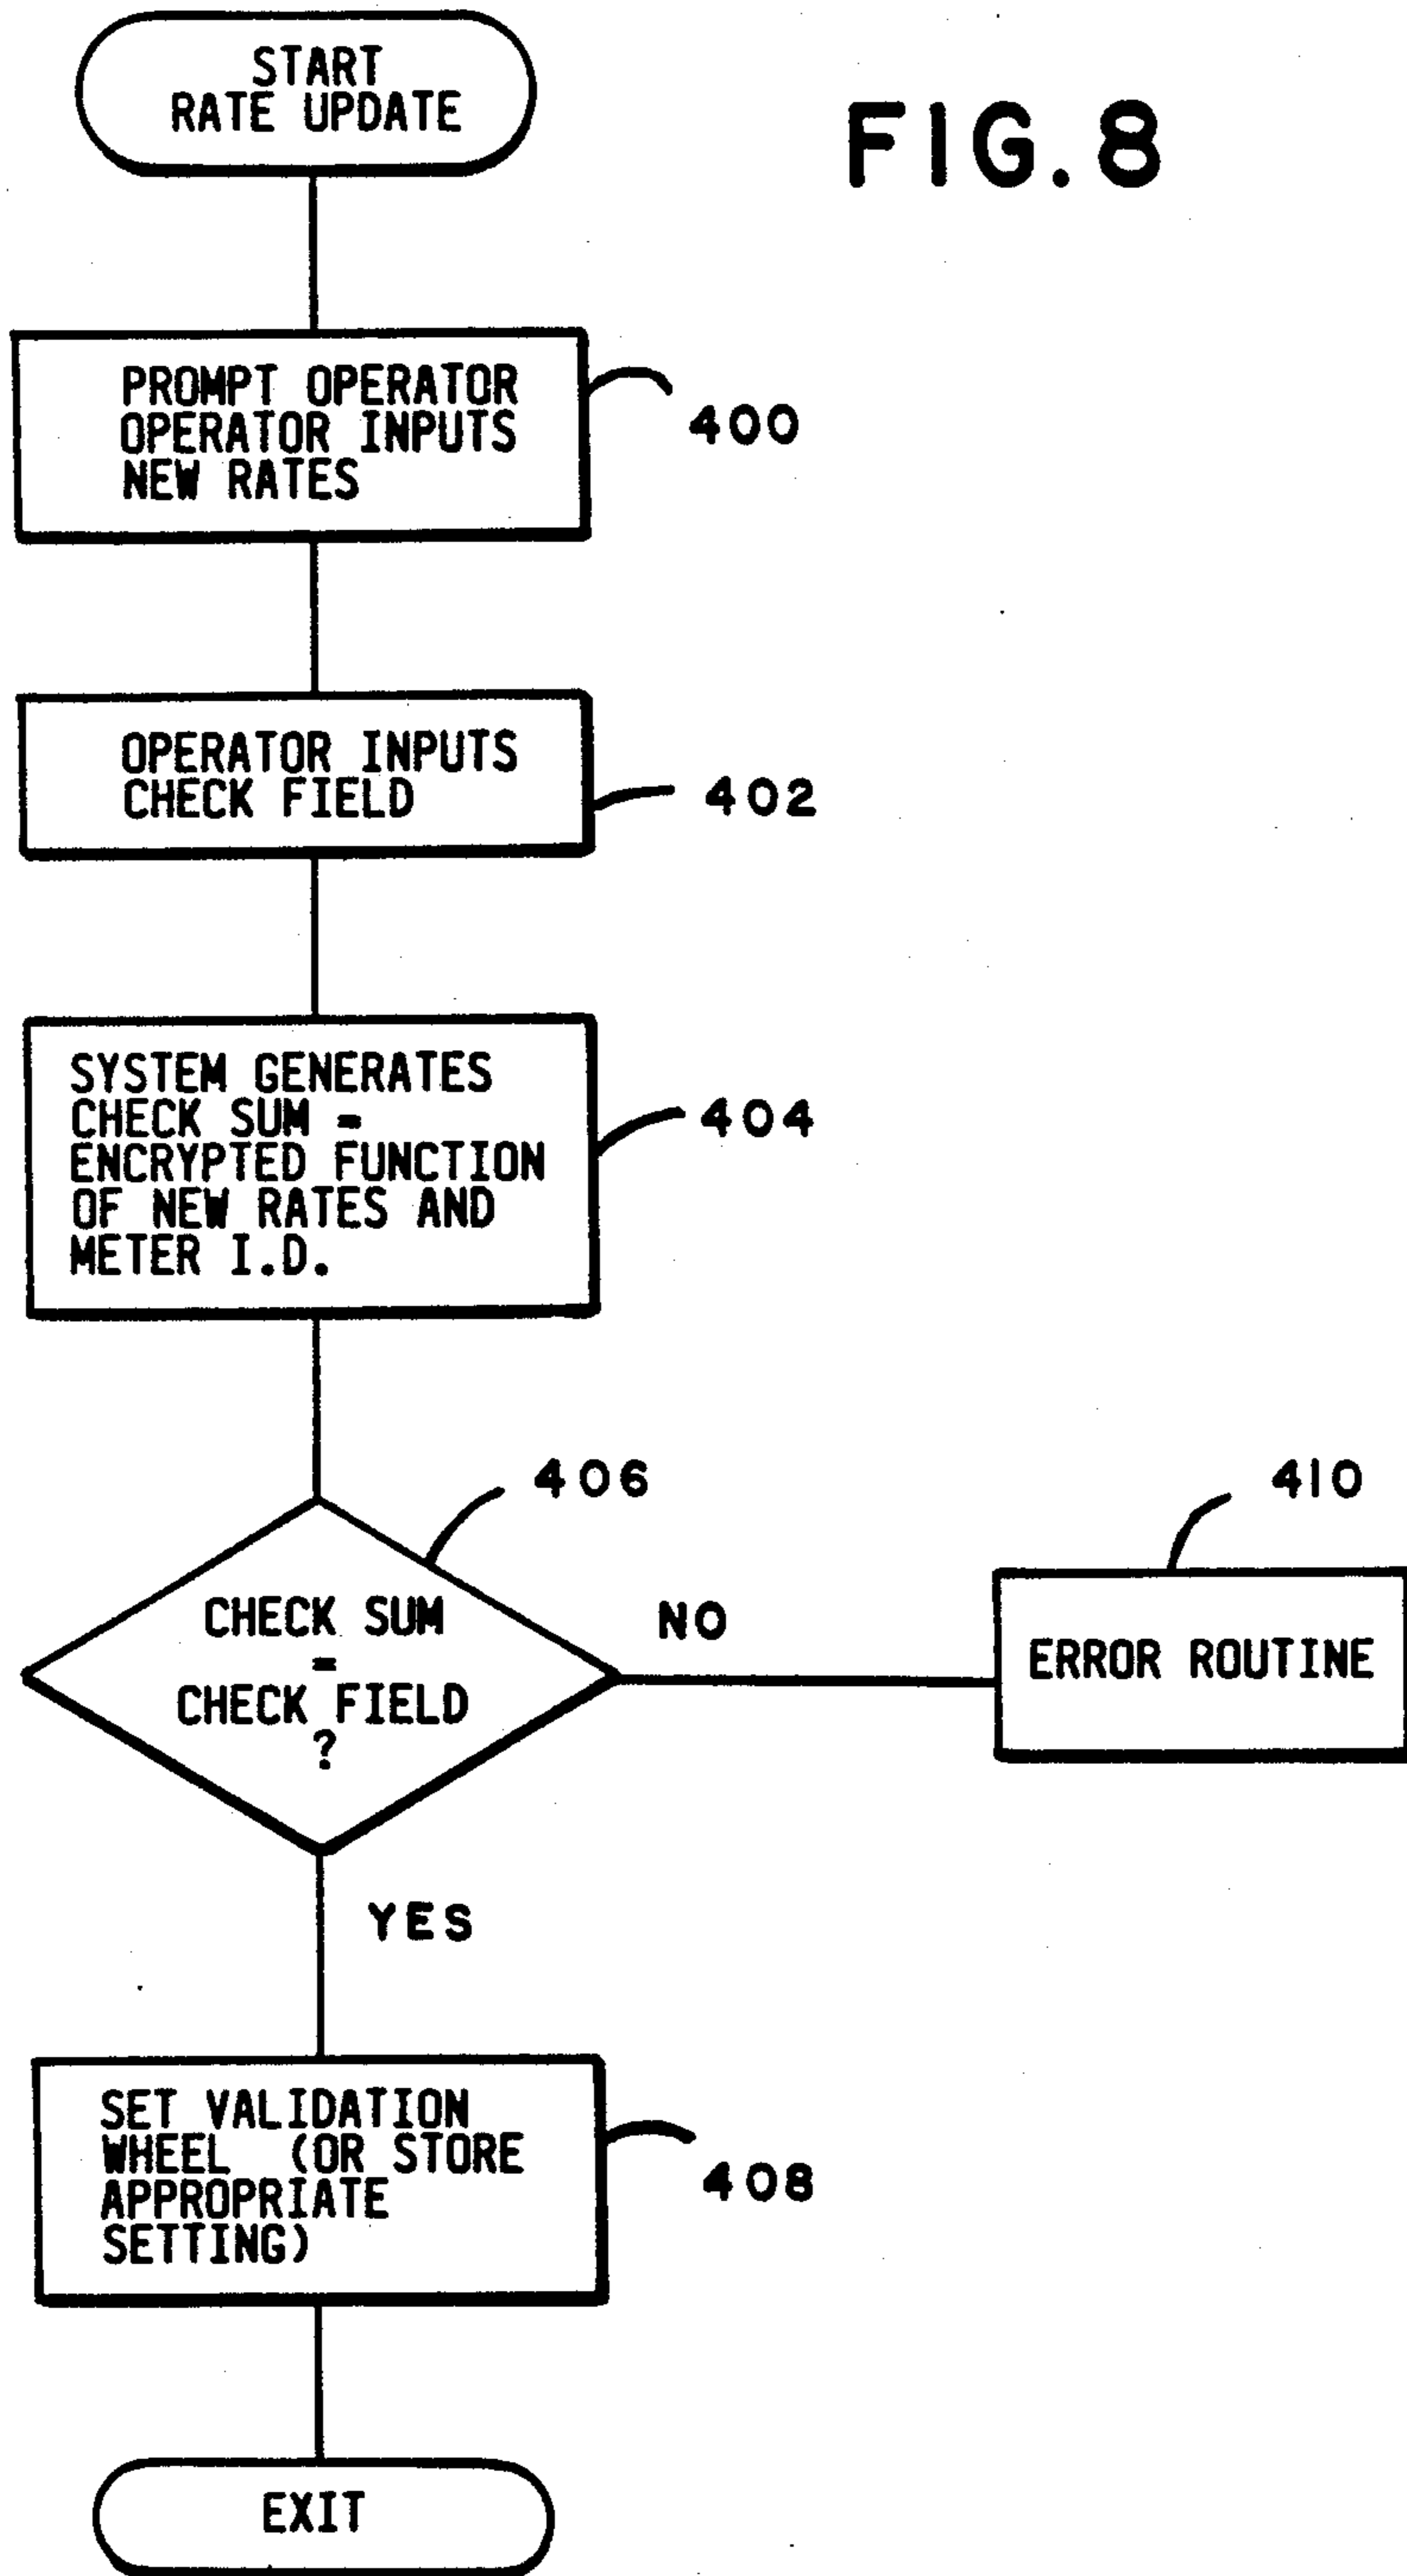 START
RATE UPDATE
FIG. 8
PROMPT OPERATOR
OPERATOR INPUTS
NEW RATES
400
OPERATOR INPUTS
CHECK FIELD
402
SYSTEM GENERATES
CHECK SUM =
ENCRYPTED FUNCTION
OF NEW RATES AND
METER I.D.
404
406
CHECK SUM
=
CHECK FIELD
?
NO
410
ERROR ROUTINE
YES
SET VALIDATION
WHEEL (OR STORE
APPROPRIATE
SETTING)
408
EXIT